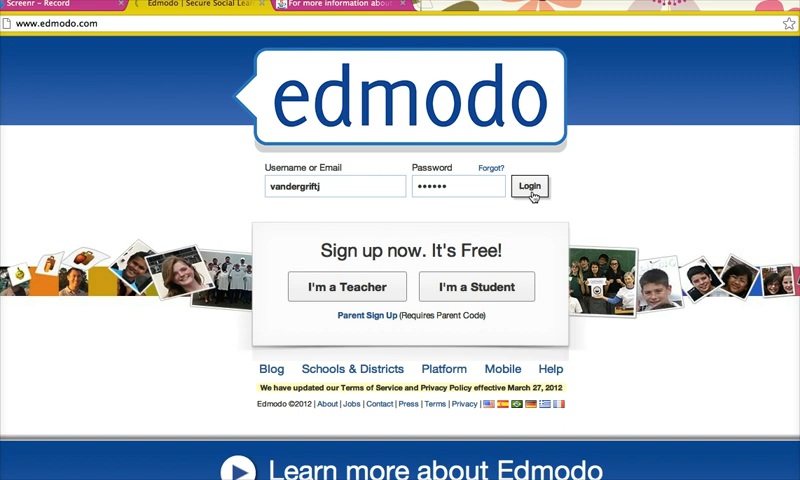 Screenr – Record
Edmodo | Secure Social Lear
For more information about
www.edmodo.com
edmodo
Username or Email
Password
Forgot?
vandergriftj
••••••
Login
Sign up now. It's Free!
I'm a Teacher
I'm a Student
Parent Sign Up (Requires Parent Code)
Blog Schools & Districts Platform Mobile Help
We have updated our Terms of Service and Privacy Policy effective March 27, 2012
Edmodo ©2012 | About | Jobs | Contact | Press | Terms | Privacy |
Learn more about Edmodo